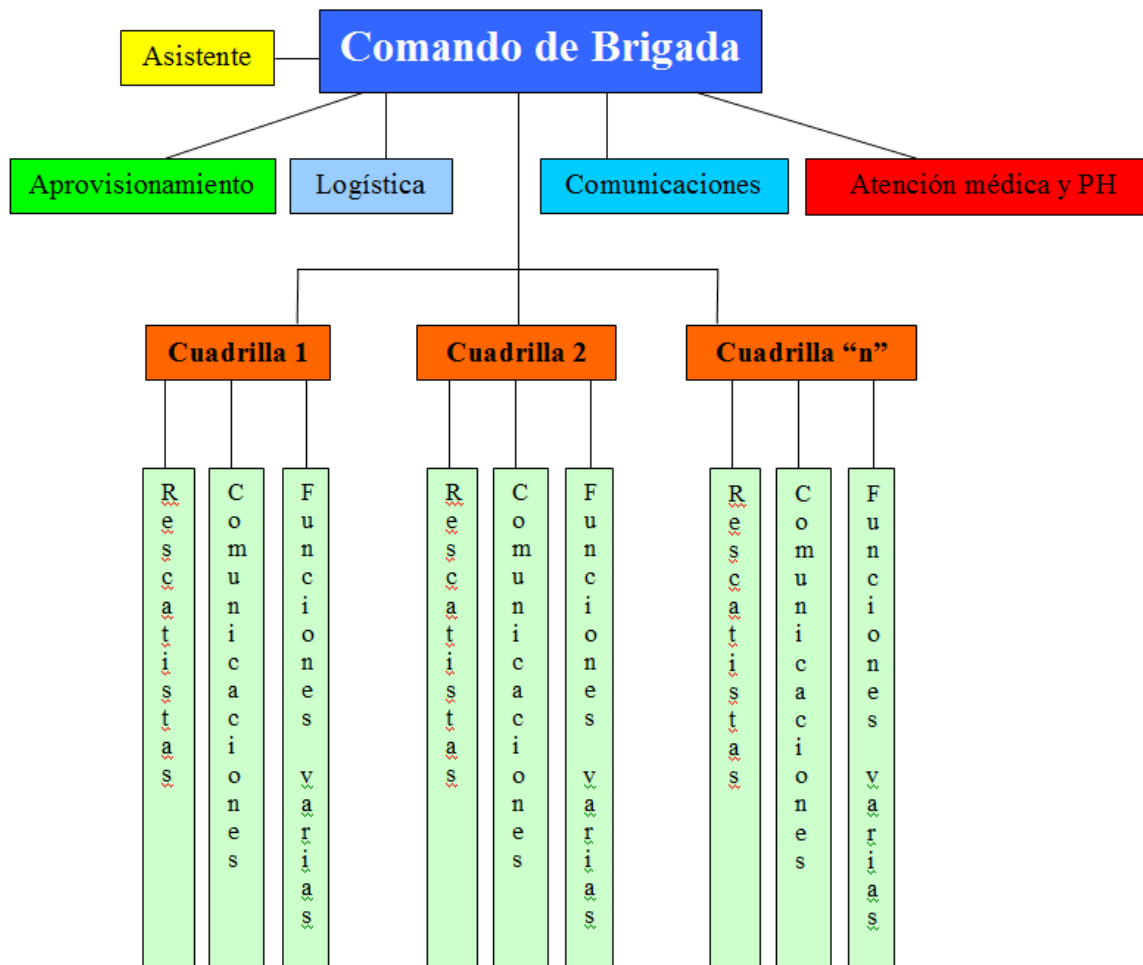 Comando de Brigada
Asistente
Aprovisionamiento
Logística
Comunicaciones
Atención médica y PH
Cuadrilla 1
Cuadrilla 2
Cuadrilla “n”
Rescatistas
Comunicaciones
Funciones varias
Rescatistas
Comunicaciones
Funciones varias
Rescatistas
Comunicaciones
Funciones varias